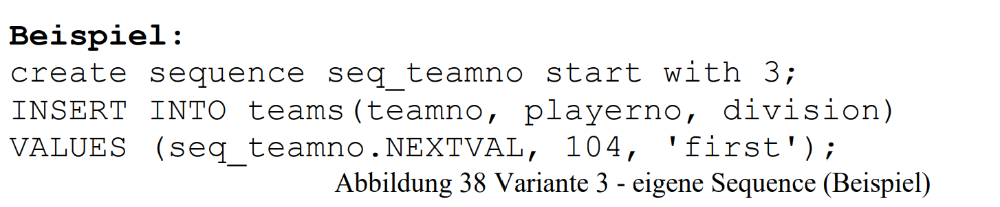 Beispiel:
create sequence seq_teamno start with 3;
INSERT INTO teams(teamno, playerno, division)
VALUES (seq_teamno.NEXTVAL, 104, 'first');
Abbildung 38 Variante 3 - eigene Sequence (Beispiel)